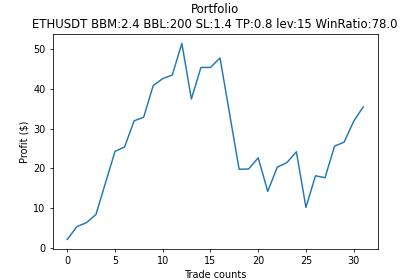 Portfolio
ETHUSDT BBM:2.4 BBL:200 SL:1.4 TP:0.8 lev:15 WinRatio:78.0
50
40
30
20
10
0
Profit ($)
0 5 10 15 20 25 30
Trade counts